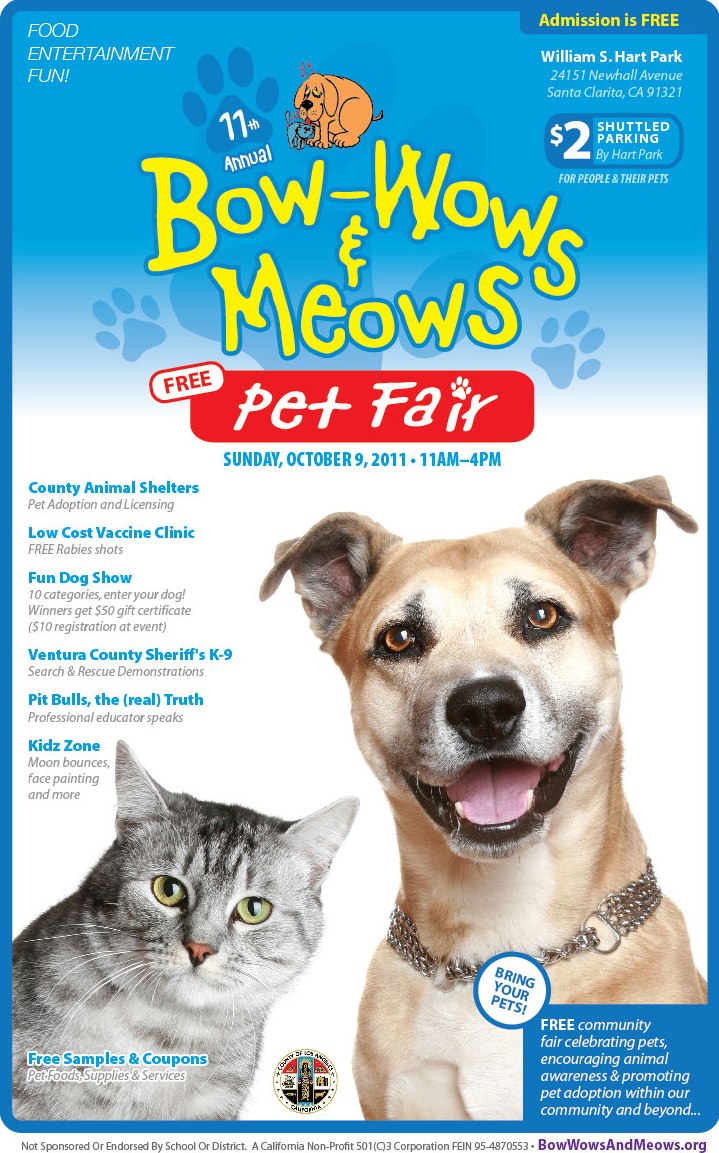 FOOD
ENTERTAINMENT
FUN!
Admission is FREE
William S. Hart Park
24151 Newhall Avenue
Santa Clarita, CA 91321
$2 SHUTTLED
PARKING
By Hart Park
FOR PEOPLE & THEIR PETS
11th
Annual
Bow-Wows
&
Meows
FREE
Pet Fair
SUNDAY, OCTOBER 9, 2011 • 11AM–4PM
County Animal Shelters
Pet Adoption and Licensing
Low Cost Vaccine Clinic
FREE Rabies shots
Fun Dog Show
10 categories, enter your dog!
Winners get $50 gift certificate
($10 registration at event)
Ventura County Sheriff's K-9
Search & Rescue Demonstrations
Pit Bulls, the (real) Truth
Professional educator speaks
Kidz Zone
Moon bounces,
face painting
and more
BRING
YOUR
PETS!
FREE community
fair celebrating pets,
encouraging animal
awareness & promoting
pet adoption within our
community and beyond...
Free Samples & Coupons
Pet Foods, Supplies & Services
COUNTY OF LOS ANGELES
CALIFORNIA
Not Sponsored Or Endorsed By School Or District. A California Non-Profit 501(C)3 Corporation FEIN 95-4870553 • BowWowsAndMeows.org